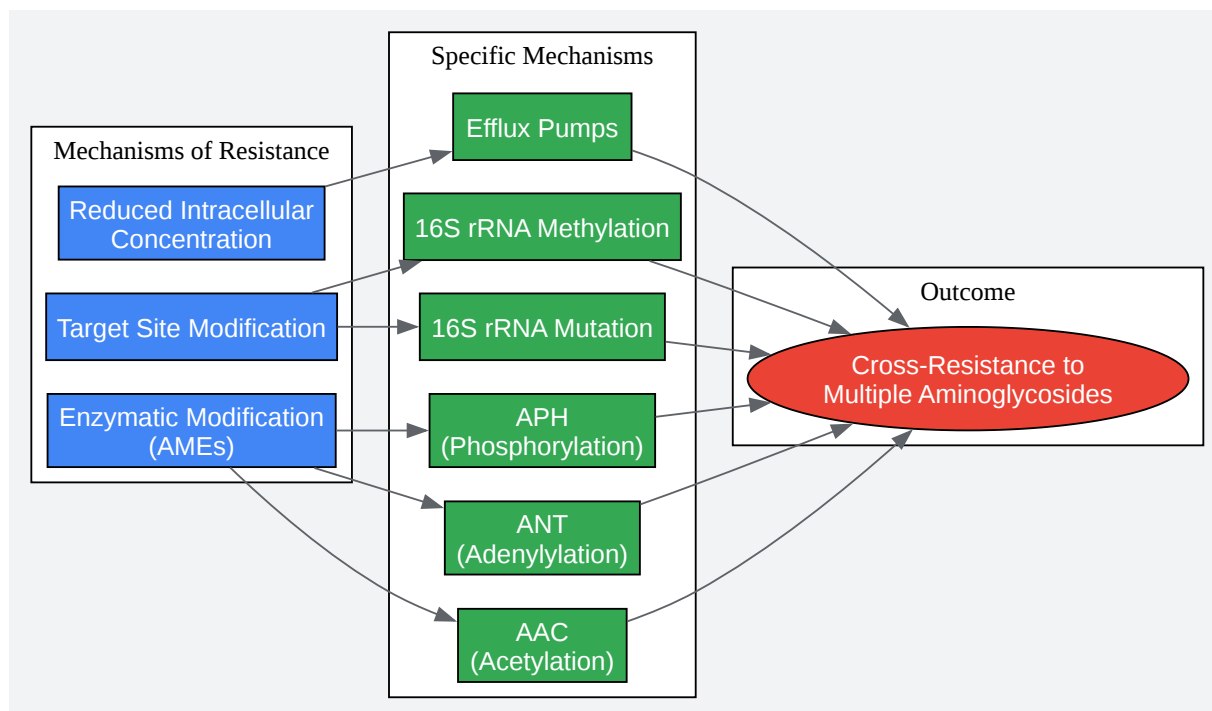 Mechanisms of Resistance
Reduced Intracellular
Concentration
Target Site Modification
Enzymatic Modification
(AMEs)
Specific Mechanisms
Efflux Pumps
16S rRNA Methylation
16S rRNA Mutation
APH
(Phosphorylation)
ANT
(Adenylylation)
AAC
(Acetylation)
Outcome
Cross-Resistance to
Multiple Aminoglycosides